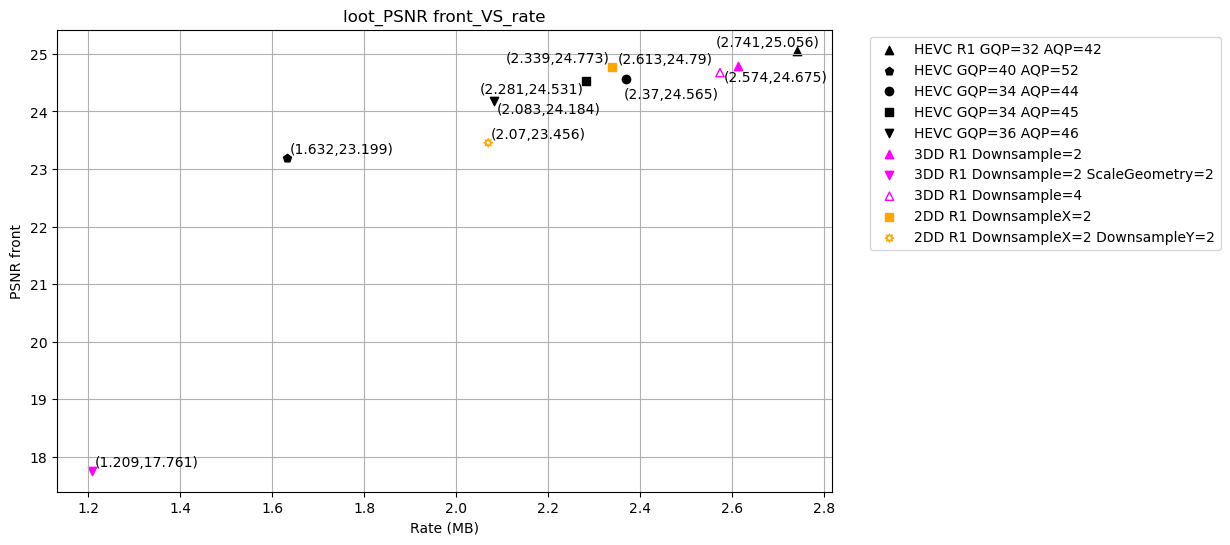 loot_PSNR front_VS_rate
PSNR front
25
24
23
22
21
20
19
18
(2.741,25.056)
(2.339,24.773)
(2.613,24.79)
(2.574,24.675)
(2.281,24.531)
(2.37,24.565)
(2.083,24.184)
(2.07,23.456)
(1.632,23.199)
(1.209,17.761)
1.2
1.4
1.6
1.8
2.0
2.2
2.4
2.6
2.8
Rate (MB)
HEVC R1 GQP=32 AQP=42
HEVC GQP=40 AQP=52
HEVC GQP=34 AQP=44
HEVC GQP=34 AQP=45
HEVC GQP=36 AQP=46
3DD R1 Downsample=2
3DD R1 Downsample=2 ScaleGeometry=2
3DD R1 Downsample=4
2DD R1 DownsampleX=2
2DD R1 DownsampleX=2 DownsampleY=2